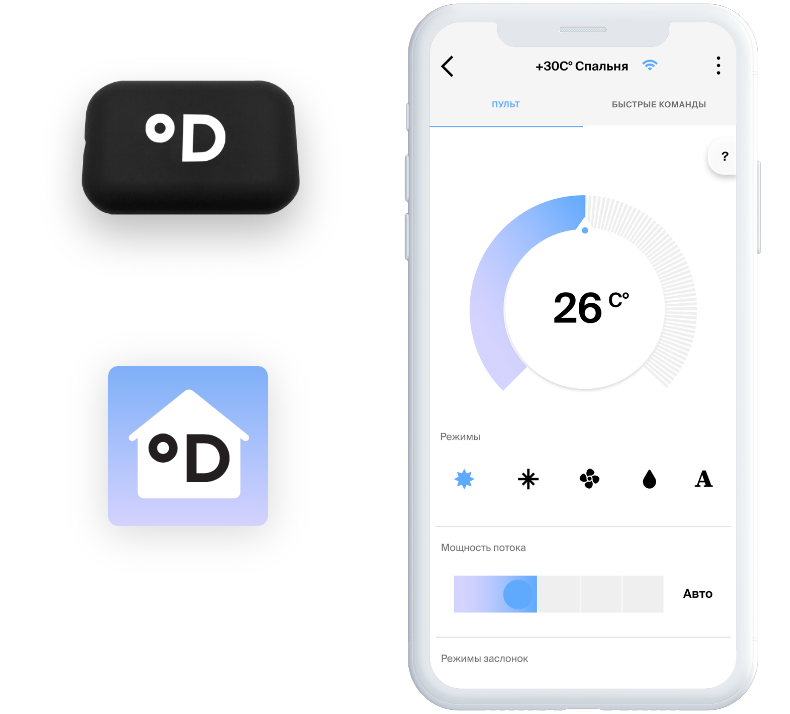 °D
°D
+30C° Спальня
ПУЛЬТ
БЫСТРЫЕ КОМАНДЫ
?
26 C°
Режимы
A
Мощность потока
Авто
Режимы заслонок